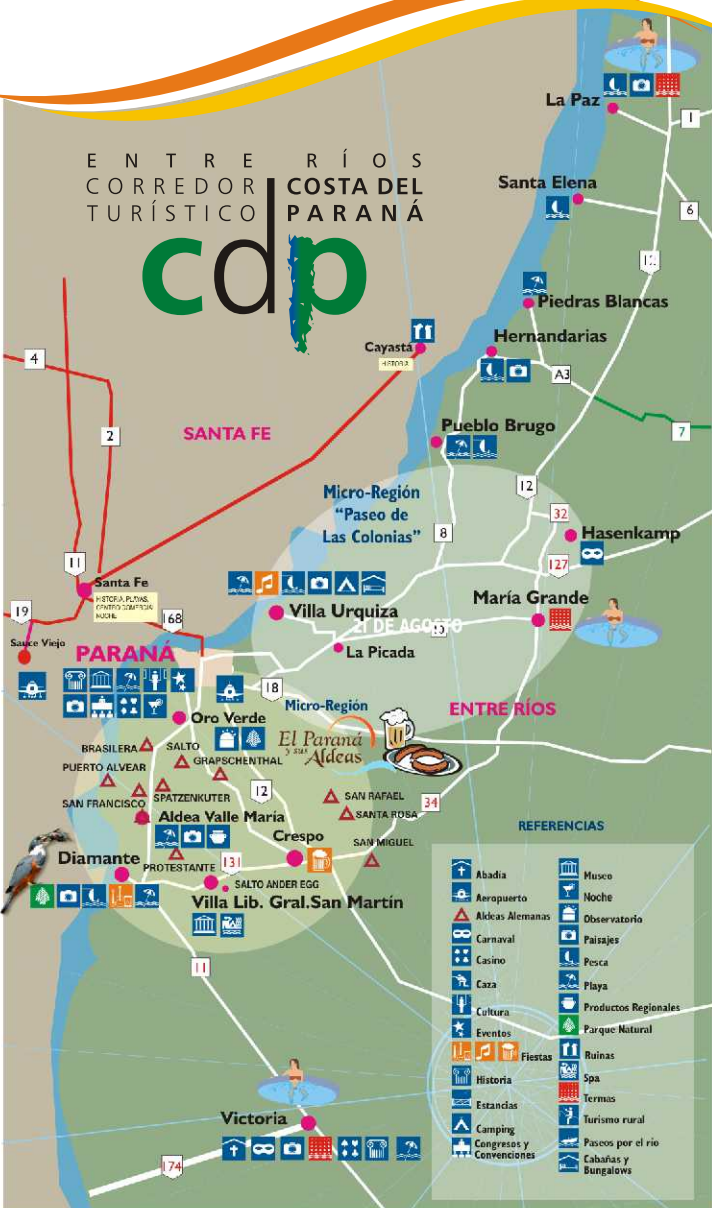 ENTRE RÍOS
CORREDOR COSTA DEL
TURÍSTICO PARANÁ
cdp
La Paz
1
Santa Elena
6
12
Piedras Blancas
Hernandarias
Cayastá
HISTORIA
A3
4
2
SANTA FE
7
Pueblo Brugo
Micro-Región
"Paseo de
Las Colonias"
12
8
32
Hasenkamp
127
11
Santa Fe
HISTORIA, PLAYAS,
CENTRO COMERCIAL
NOCHE
19
168
Villa Urquiza
María Grande
21 DE AGOSTO
Sauce Viejo
PARANÁ
La Picada
18
Oro Verde
Micro-Región
El Paraná
y sus
Aldeas
ENTRE RÍOS
BRASILERA
SALTO
GRAPSCHENTHAL
PUERTO ALVEAR
SAN FRANCISCO
SPATZENKUTER
12
SAN RAFAEL
SANTA ROSA
34
Aldea Valle María
Crespo
SAN MIGUEL
Diamante
PROTESTANTE
131
SALTO ANDER EGG
Villa Lib. Gral.San Martín
11
Victoria
174
REFERENCIAS
Abadía
Aeropuerto
Aldeas Alemanas
Carnaval
Casino
Caza
Cultura
Eventos
Fiestas
Historia
Estancias
Camping
Congresos y
Convenciones
Museo
Noche
Observatorio
Paisajes
Pesca
Playa
Productos Regionales
Parque Natural
Ruinas
Spa
Termas
Turismo rural
Paseos por el río
Cabañas y
Bungalows